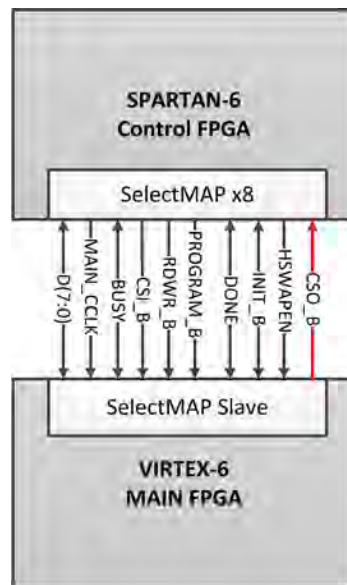 SPARTAN-6
Control FPGA
SelectMAP x8
D(7:0)
MAIN_CCLK
BUSY
CSI_B
RDWR_B
PROGRAM_B
DONE
INIT_B
HSWAPEN
CSO_B
SelectMAP Slave
VIRTEX-6
MAIN FPGA